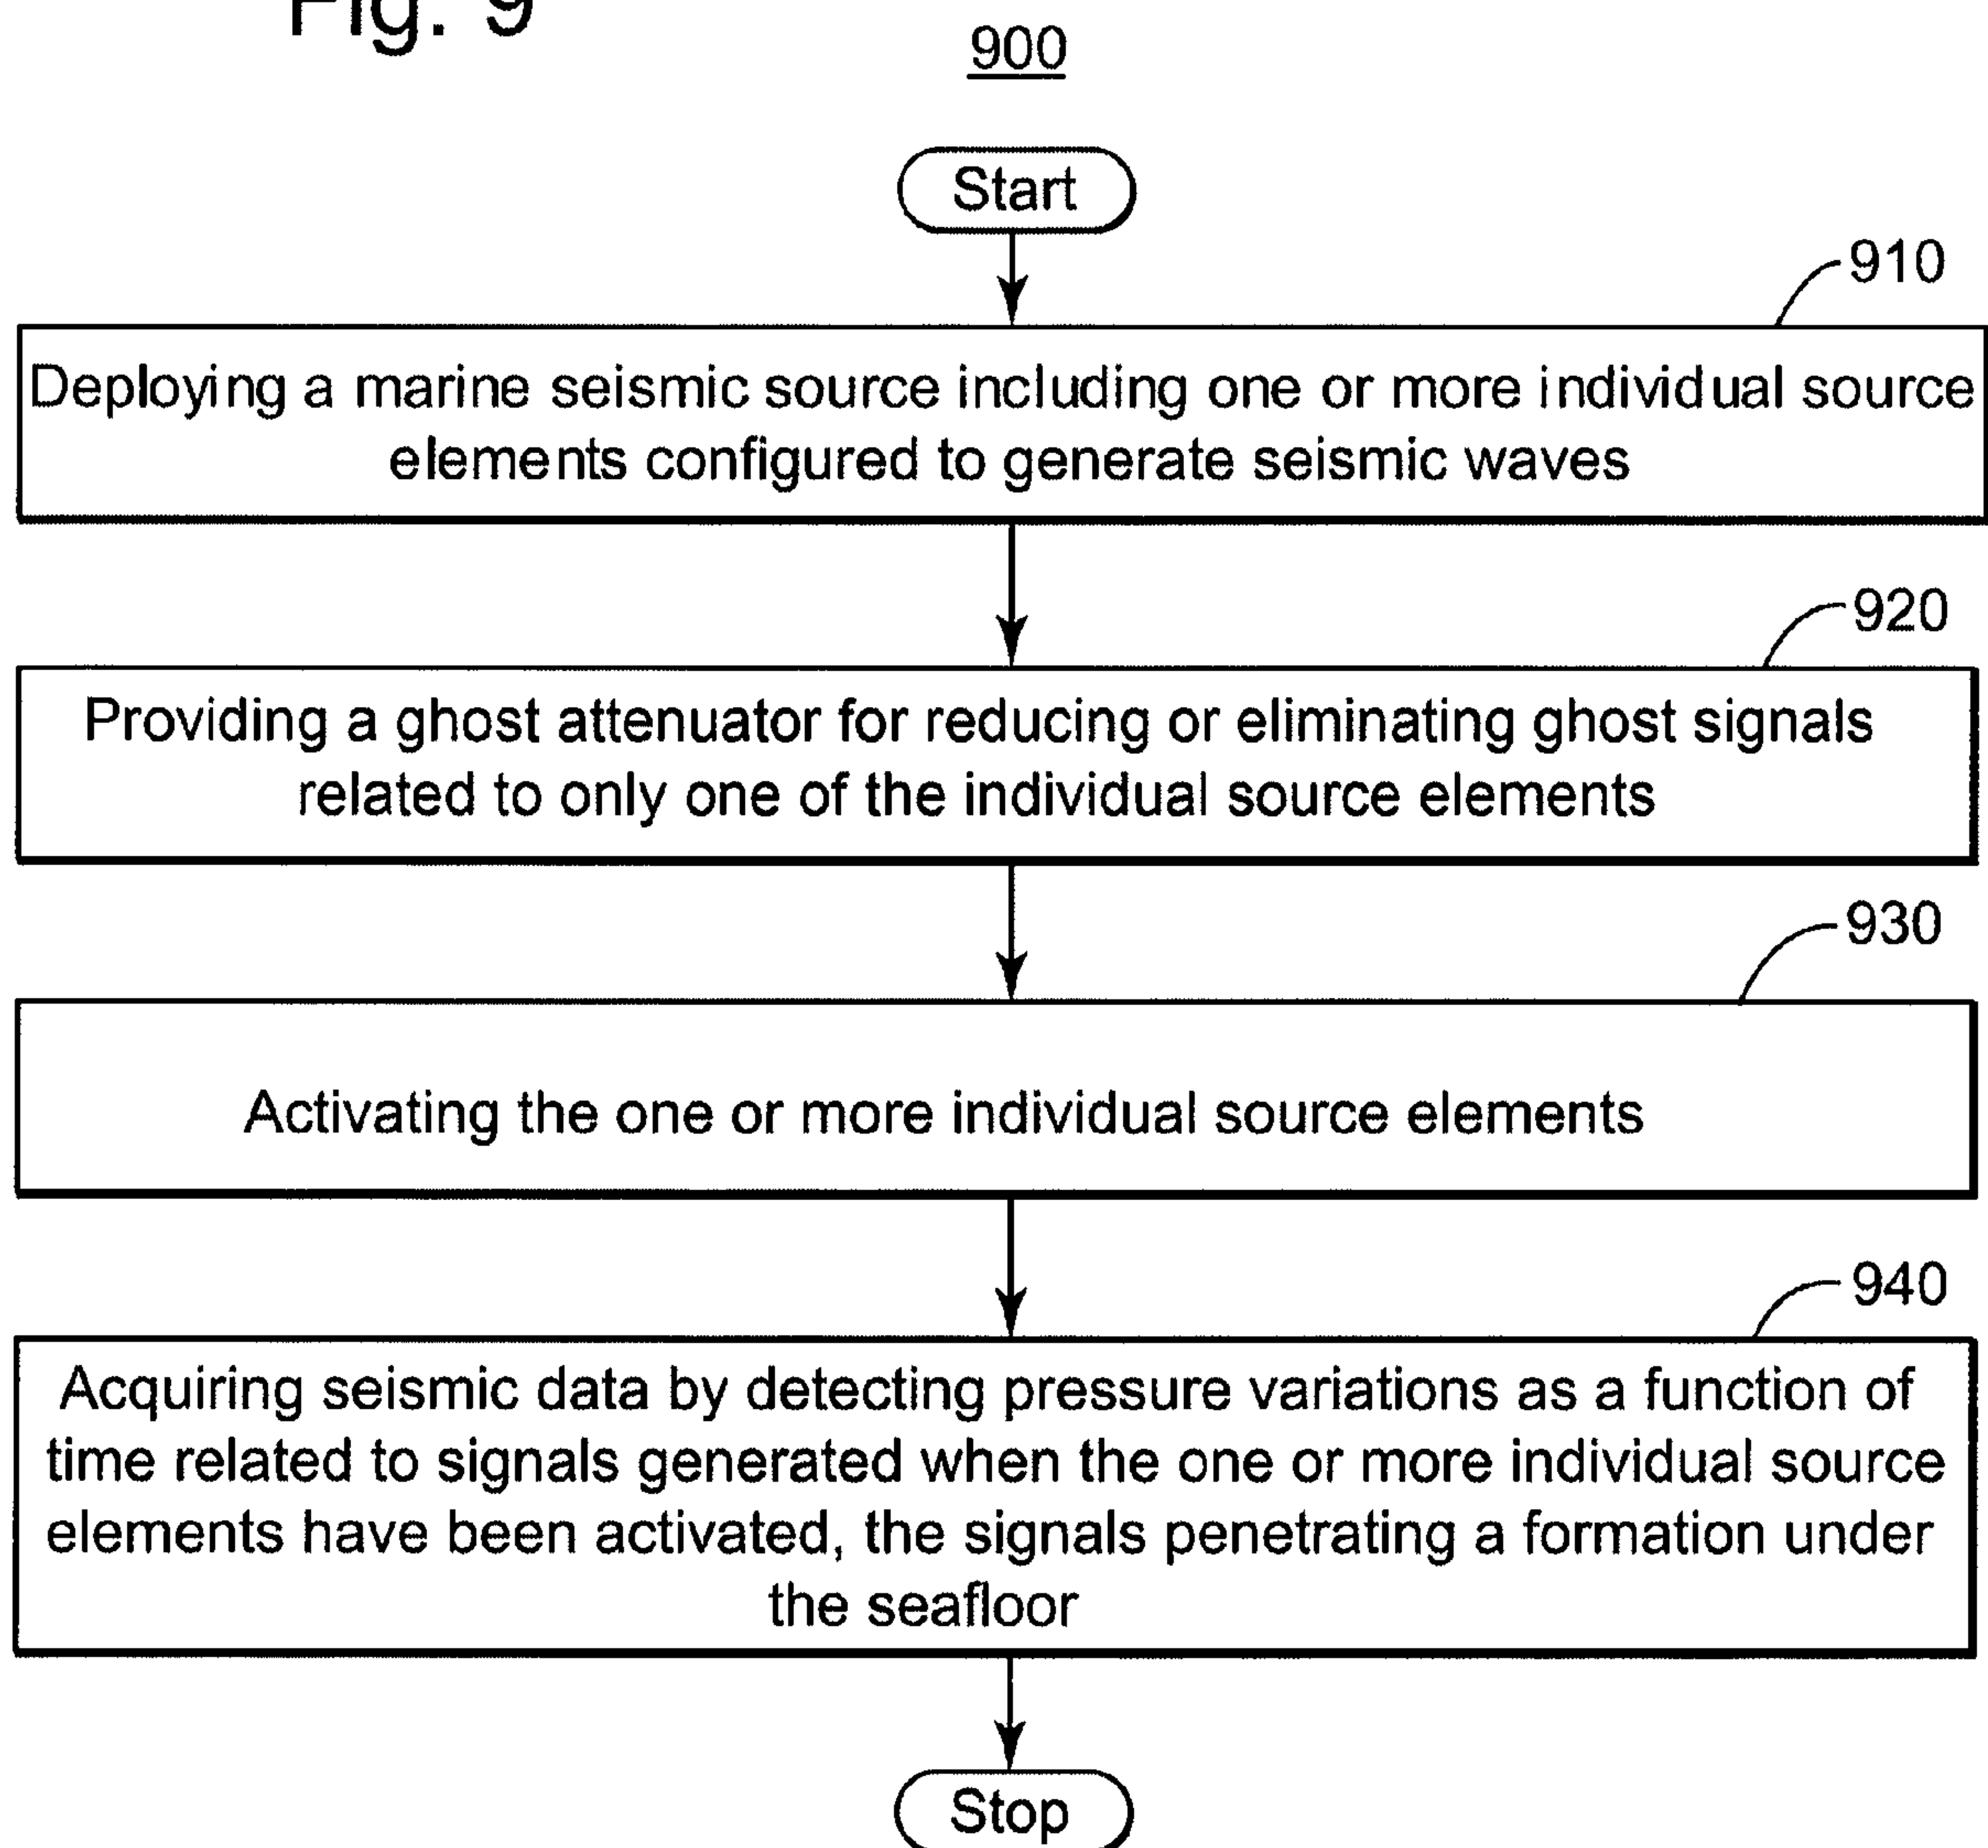 Fig. 9
900
Start
910
Deploying a marine seismic source including one or more individual source
elements configured to generate seismic waves
920
Providing a ghost attenuator for reducing or eliminating ghost signals
related to only one of the individual source elements
930
Activating the one or more individual source elements
940
Acquiring seismic data by detecting pressure variations as a function of
time related to signals generated when the one or more individual source
elements have been activated, the signals penetrating a formation under
the seafloor
Stop